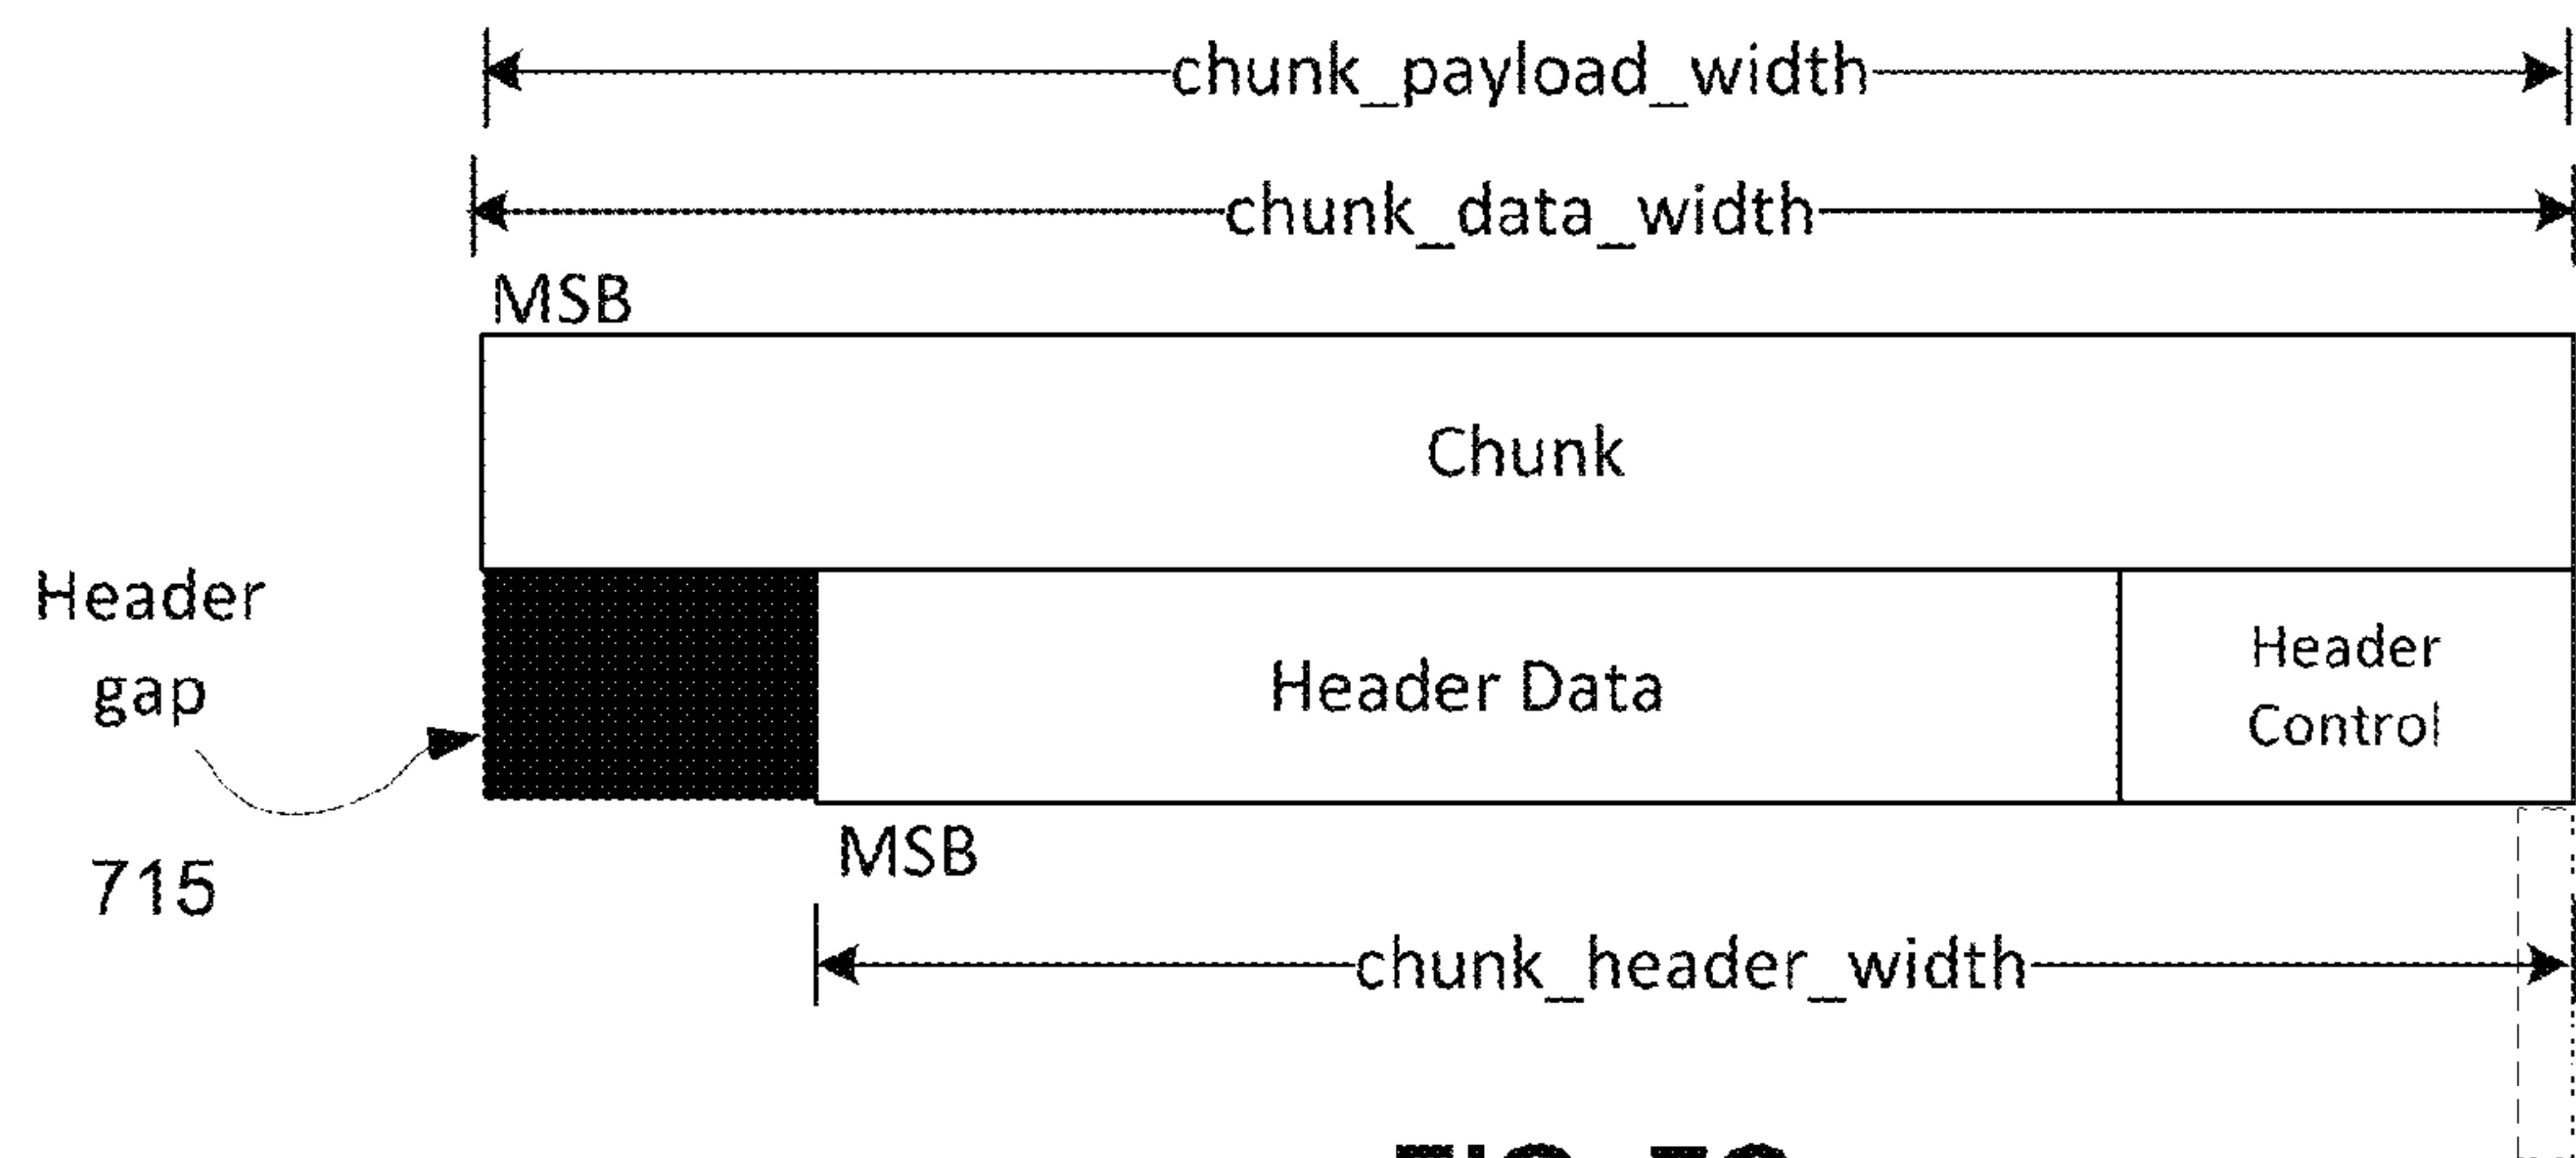 chunk_payload_width
chunk_data_width
MSB
Chunk
Header
gap
Header Data
Header
Control
715
MSB
chunk_header_width